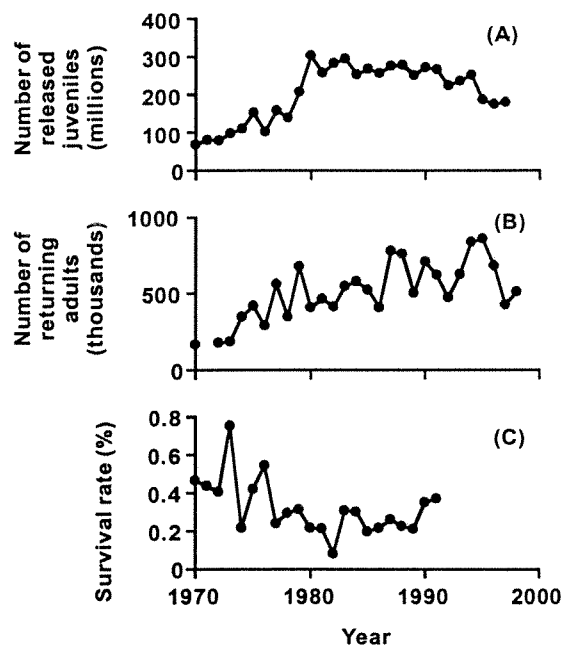 Number of
released
juveniles
(millions)
400
300
200
100
0
(A)
Number of
returning
adults
(thousands)
1000
500
0
(B)
Survival rate (%)
0.8
0.6
0.4
0.2
0
(C)
1970 1980 1990 2000
Year